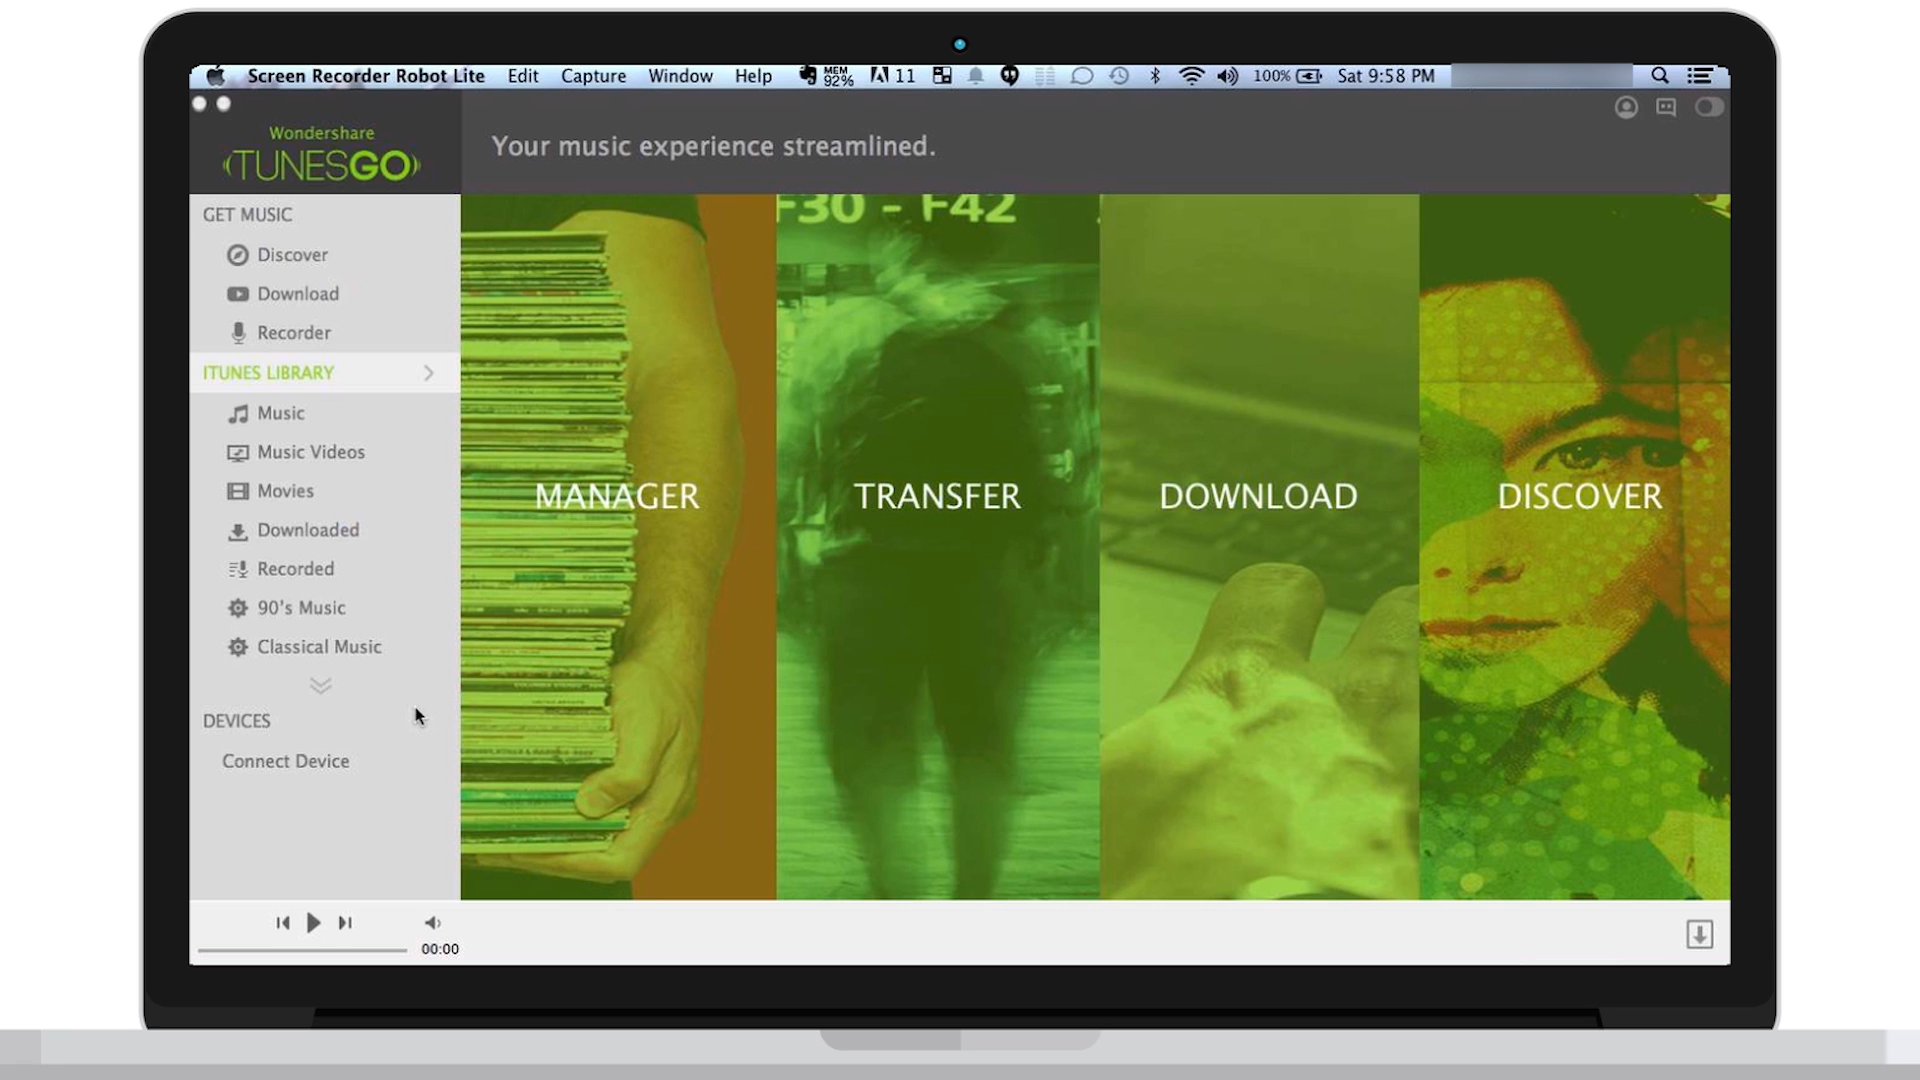 Screen Recorder Robot Lite Edit Capture Window Help MEM 92% 11 100% Sat 9:58 PM
Wondershare
TUNESGO
Your music experience streamlined.
GET MUSIC
Discover
Download
Recorder
ITUNES LIBRARY
Music
Music Videos
Movies
Downloaded
Recorded
90's Music
Classical Music
DEVICES
Connect Device
F30 - F42
MANAGER
TRANSFER
DOWNLOAD
DISCOVER
00:00